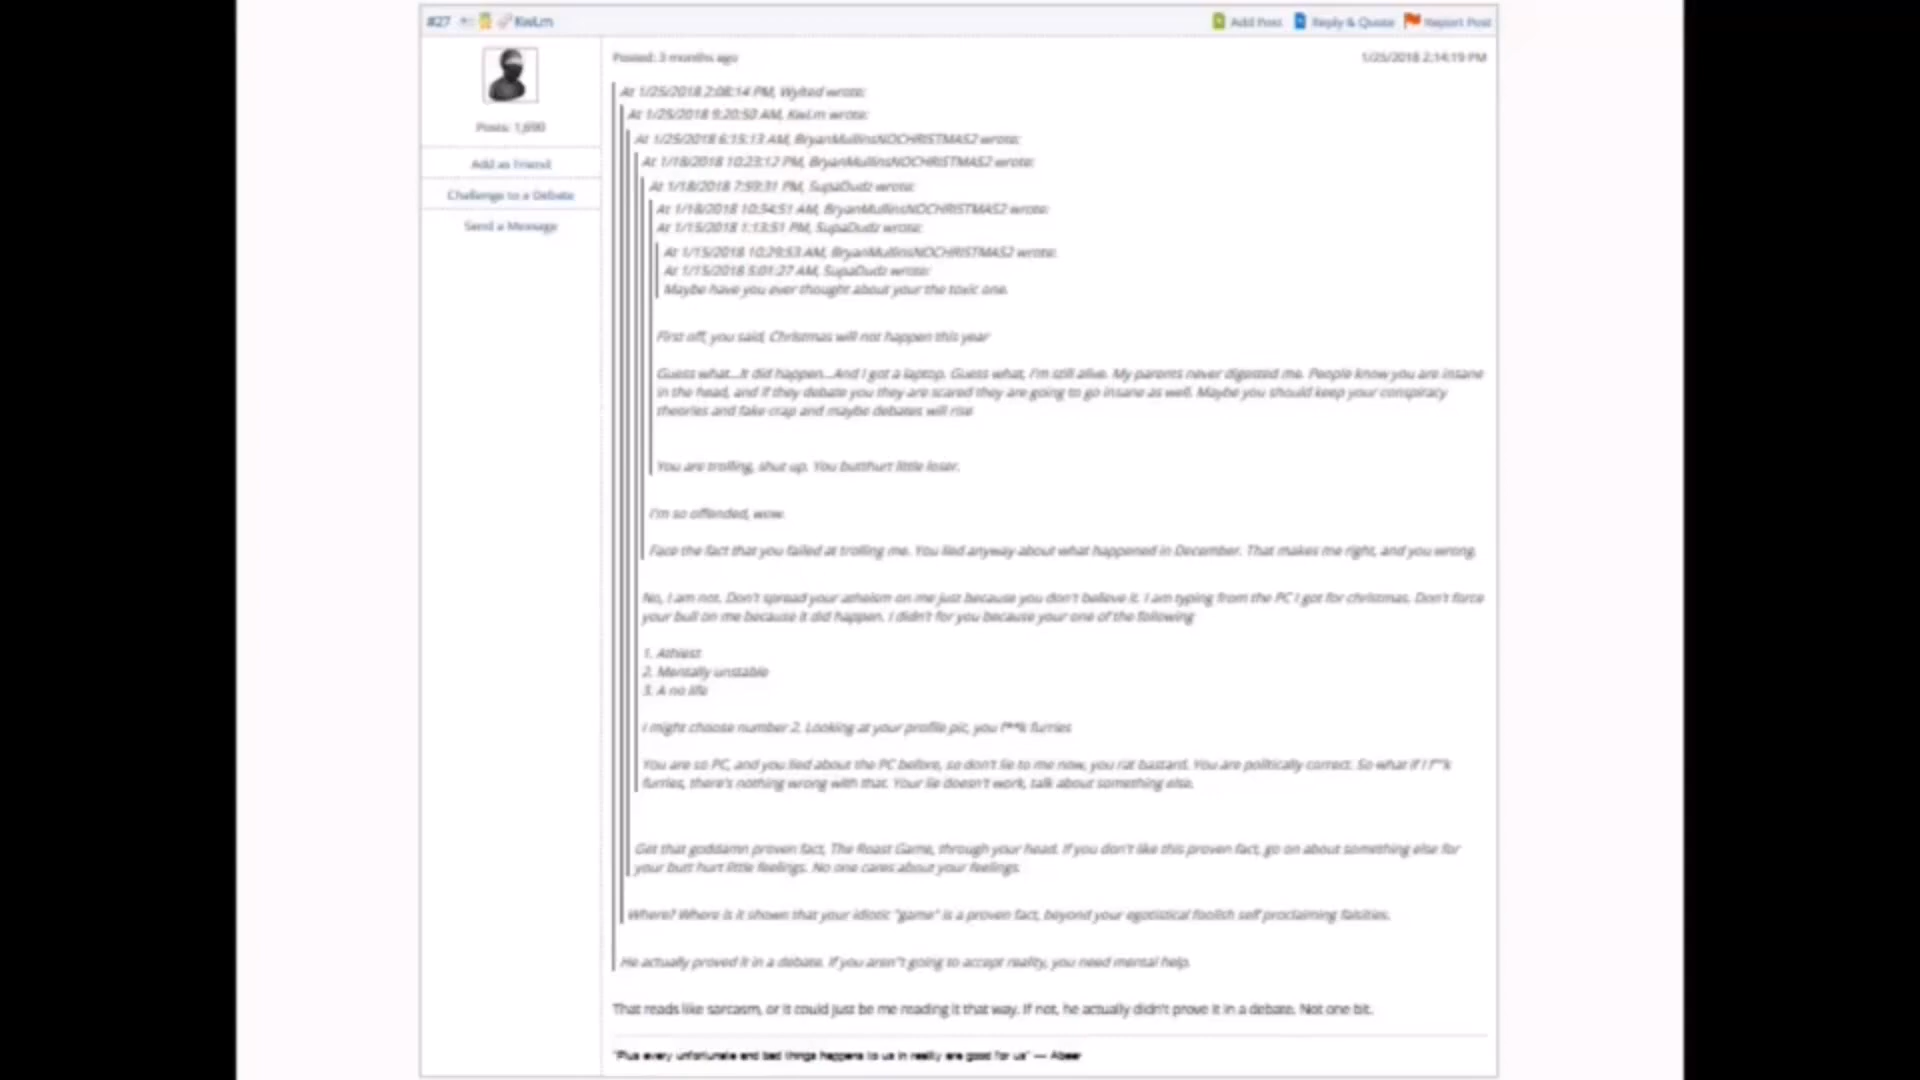 #27 KwLm Add Post Reply & Quote Report Post
Posts: 1,690
Add as Friend
Challenge to a Debate
Send a Message
Posted: 3 months ago 1/25/2018 2:14:19 PM
At 1/25/2018 2:08:14 PM, Wylted wrote:
At 1/25/2018 9:20:50 AM, KwLm wrote:
At 1/25/2018 6:15:13 AM, BryanMullinsNOCHRISTMAS2 wrote:
At 1/18/2018 10:23:12 PM, BryanMullinsNOCHRISTMAS2 wrote:
At 1/18/2018 7:59:31 PM, SupaDudz wrote:
At 1/18/2018 10:54:51 AM, BryanMullinsNOCHRISTMAS2 wrote:
At 1/15/2018 1:13:51 PM, SupaDudz wrote:
At 1/15/2018 10:29:53 AM, BryanMullinsNOCHRISTMAS2 wrote:
At 1/15/2018 5:01:27 AM, SupaDudz wrote:
Maybe have you ever thought about your the toxic one.
First off, you said, Christmas will not happen this year
Guess what...It did happen...And I got a laptop. Guess what, I'm still alive. My parents never digested me. People know you are insane
in the head, and if they debate you they are scared they are going to go insane as well. Maybe you should keep your conspiracy
theories and fake crap and maybe debates will rise
You are trolling, shut up. You butthurt little loser.
I'm so offended, wow.
Face the fact that you failed at trolling me. You lied anyway about what happened in December. That makes me right, and you wrong.
No, I am not. Don't spread your atheism on me just because you don't believe it. I am typing from the PC I got for christmas. Don't force
your bull on me because it did happen. I didn't for you because your one of the following
1. Athiest
2. Mentally unstable
3. A no life
I might choose number 2. Looking at your profile pic, you f**k furries
You are so PC, and you lied about the PC before, so don't lie to me now, you rat bastard. You are politically correct. So what if I f**k
furries, there's nothing wrong with that. Your lie doesn't work, talk about something else.
Get that goddamn proven fact, The Roast Game, through your head. If you don't like this proven fact, go on about something else for
your butt hurt little feelings. No one cares about your feelings.
Where? Where is it shown that your idiotic "game" is a proven fact, beyond your egotistical foolish self proclaiming falsities.
He actually proved it in a debate. If you aren't going to accept reality, you need mental help.
That reads like sarcasm, or it could just be me reading it that way. If not, he actually didn't prove it in a debate. Not one bit.
"Plus every unfortunate and bad things happens to us in reality are good for us" — Abeer